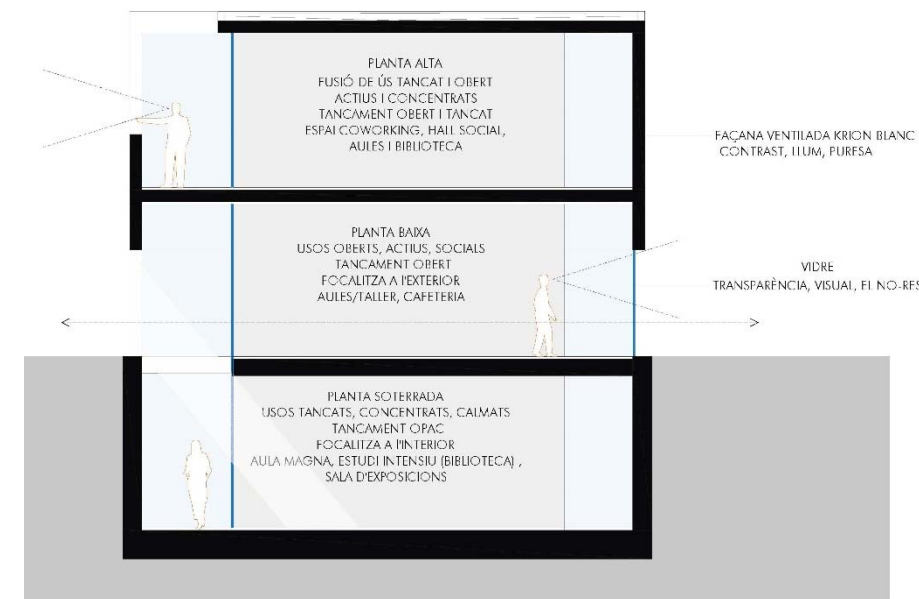 PLANTA ALTA
FUSIÓ DE ÚS TANCAT I OBERT
ACTIUS I CONCENTRATS
TANCAMENT OBERT I TANCAT
ESPAI COWORKING, HALL SOCIAL,
AULES I BIBLIOTECA
FAÇANA VENTILADA KRION BLANC
CONTRAST, LLUM, PURESA
PLANTA BAIXA
USOS OBERTS, ACTIUS, SOCIALS
TANCAMENT OBERT
FOCALITZA A l'EXTERIOR
AULES/TALLER, CAFETERIA
VIDRE
TRANSPARÈNCIA, VISUAL, EL NO-RES
PLANTA SOTERRADA
USOS TANCATS, CONCENTRATS, CALMATS
TANCAMENT OPAC
FOCALITZA A l'INTERIOR
AULA MAGNA, ESTUDI INTENSIU (BIBLIOTECA) ,
SALA D'EXPOSICIONS